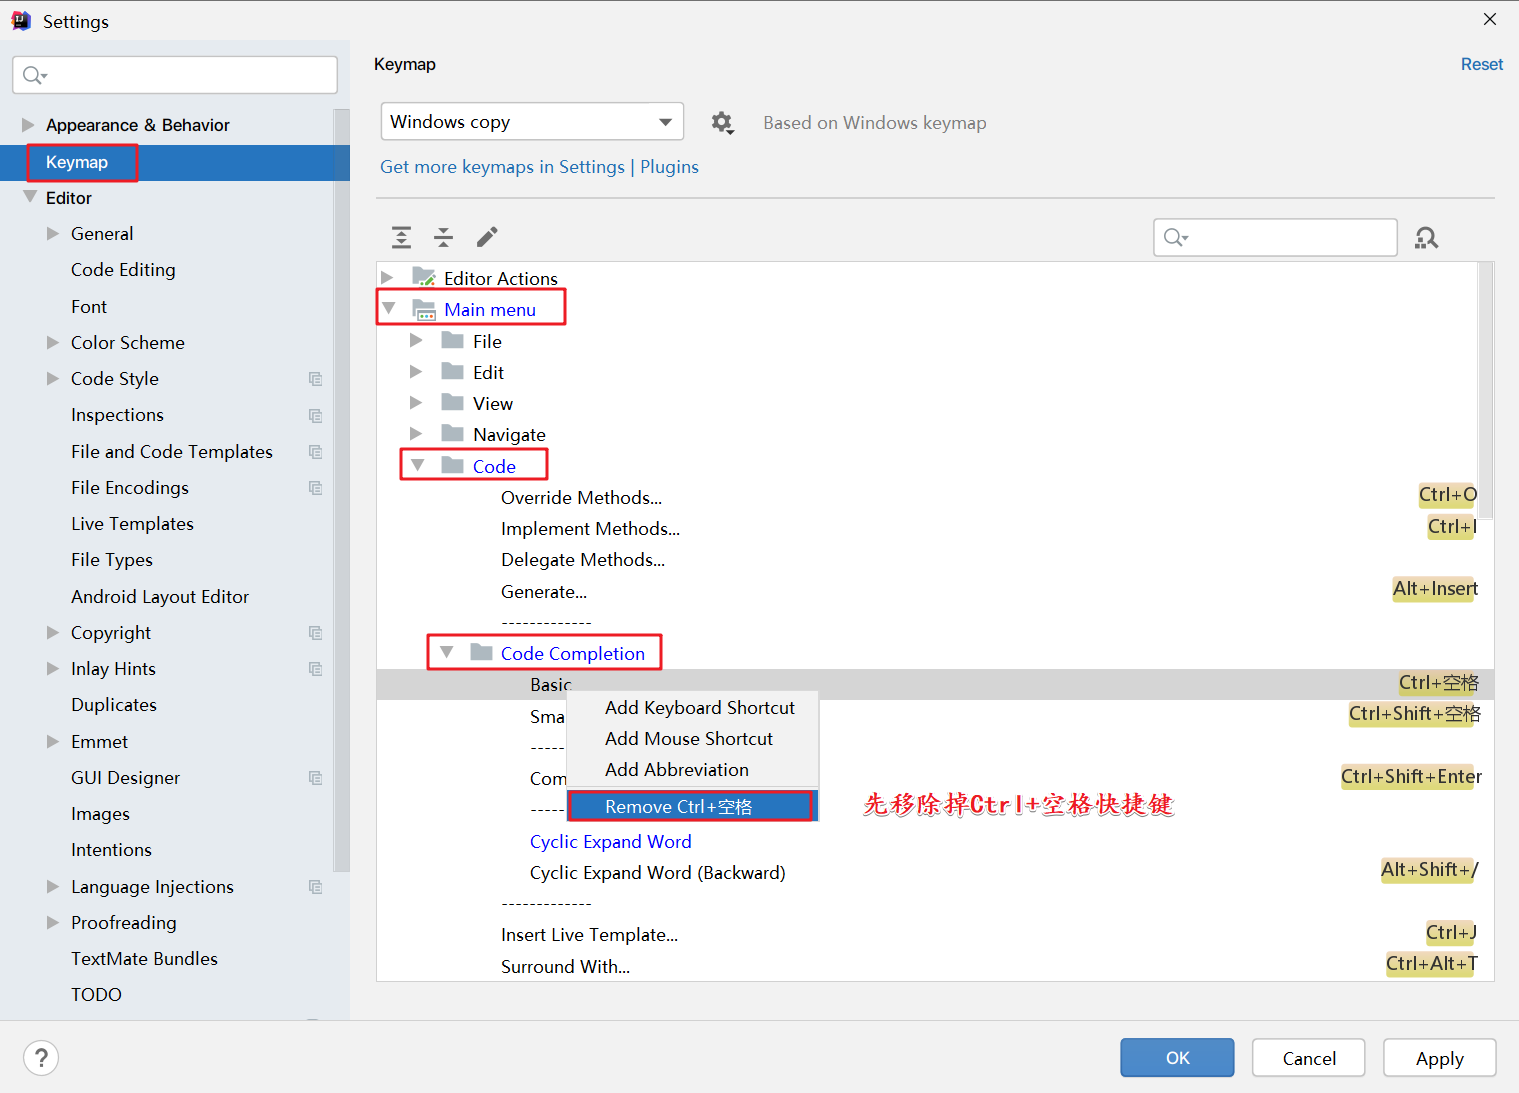 Settings
Appearance & Behavior
Keymap
Editor
General
Code Editing
Font
Color Scheme
Code Style
Inspections
File and Code Templates
File Encodings
Live Templates
File Types
Android Layout Editor
Copyright
Inlay Hints
Duplicates
Emmet
GUI Designer
Images
Intentions
Language Injections
Proofreading
TextMate Bundles
TODO
Keymap
Reset
Windows copy
Based on Windows keymap
Get more keymaps in Settings | Plugins
Editor Actions
Main menu
File
Edit
View
Navigate
Code
Override Methods... Ctrl+O
Implement Methods... Ctrl+I
Delegate Methods...
Generate... Alt+Insert
-------------
Code Completion
Basic Ctrl+空格
Sma Ctrl+Shift+空格
-----
Com Ctrl+Shift+Enter
-----
Add Keyboard Shortcut
Add Mouse Shortcut
Add Abbreviation
Remove Ctrl+空格
先移除掉Ctrl+空格快捷键
Cyclic Expand Word
Cyclic Expand Word (Backward) Alt+Shift+/
-------------
Insert Live Template... Ctrl+J
Surround With... Ctrl+Alt+T
?
OK
Cancel
Apply